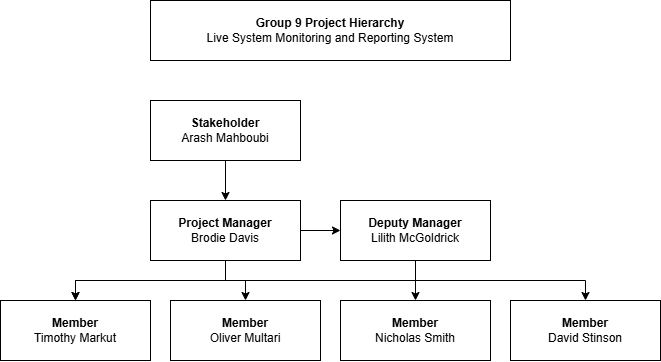 Group 9 Project Hierarchy
Live System Monitoring and Reporting System
Stakeholder
Arash Mahboubi
Project Manager
Brodie Davis
Deputy Manager
Lilith McGoldrick
Member
Timothy Markut
Member
Oliver Multari
Member
Nicholas Smith
Member
David Stinson